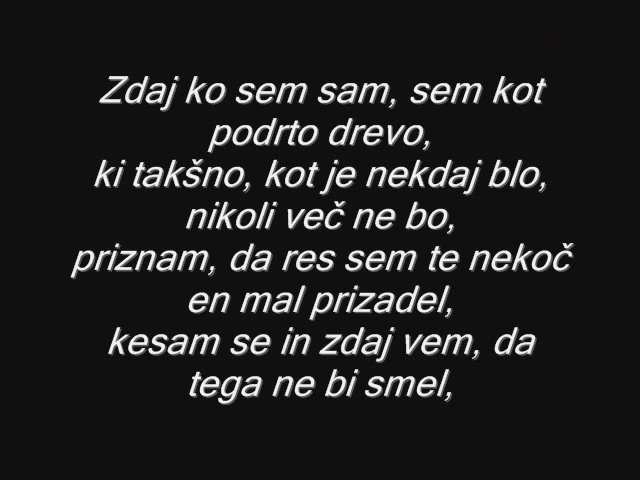 Zdaj ko sem sam, sem kot
podrto drevo,
ki takšno, kot je nekdaj blo,
nikoli več ne bo,
priznam, da res sem te nekoč
en mal prizadel,
kesam se in zdaj vem, da
tega ne bi smel,